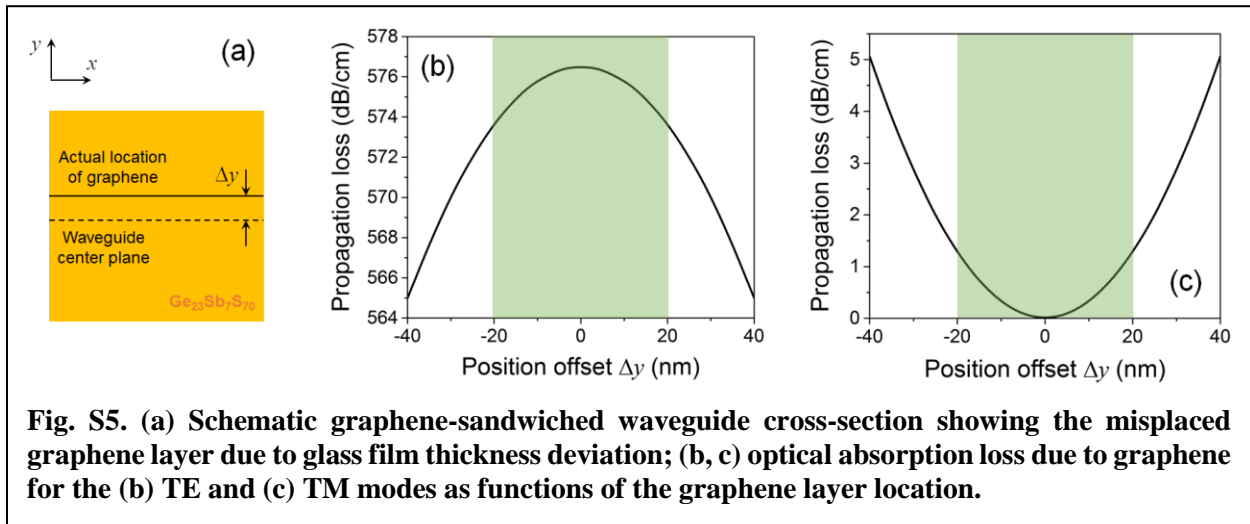 y
x
(a)
Actual location
of graphene
Δy
Waveguide
center plane
Ge23Sb7S70
(b)
Propagation loss (dB/cm)
578
576
574
572
570
568
566
564
-40 -20 0 20 40
Position offset Δy (nm)
(c)
Propagation loss (dB/cm)
5
4
3
2
1
0
-40 -20 0 20 40
Position offset Δy (nm)
Fig. S5. (a) Schematic graphene-sandwiched waveguide cross-section showing the misplaced
graphene layer due to glass film thickness deviation; (b, c) optical absorption loss due to graphene
for the (b) TE and (c) TM modes as functions of the graphene layer location.